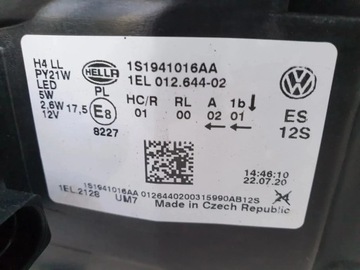 H4 LL
PY21W
LED
5W
2,6W
12V
17,5
HELLA
PL
E8
8227
1S1941016AA
1EL 012.644-02
HC/R RL A 1b
01 00 02 01
ES
12S
14:46:10
22.07.20
1S1941016AA 0126440200315990AB12S
1EL.2128 UM7 Made in Czech Republic